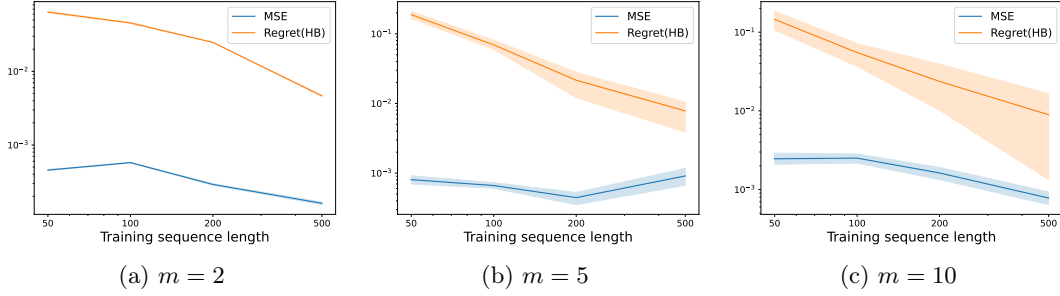 MSE
Regret(HB)
10⁻²
10⁻³
50
100
200
500
Training sequence length
(a) m = 2
MSE
Regret(HB)
10⁻¹
10⁻²
10⁻³
50
100
200
500
Training sequence length
(b) m = 5
MSE
Regret(HB)
10⁻¹
10⁻²
10⁻³
50
100
200
500
Training sequence length
(c) m = 10